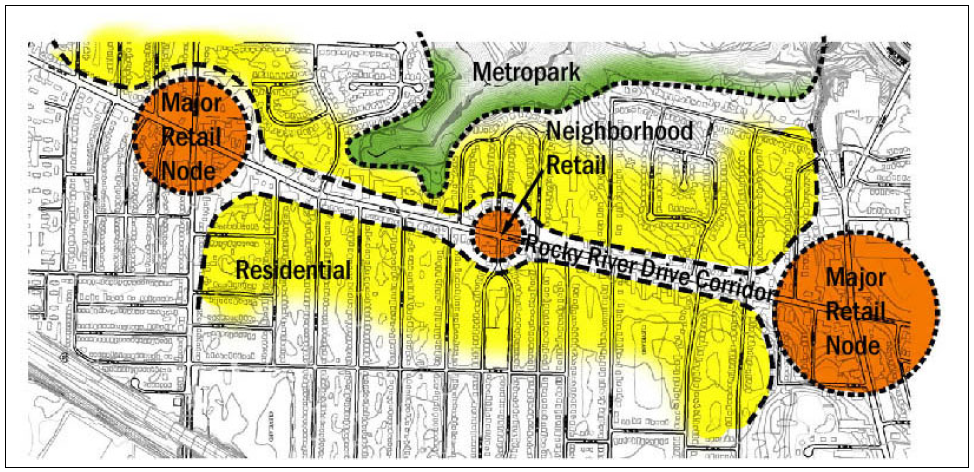 Metropark
Major
Retail
Node
Neighborhood
Retail
Residential
Rocky River Drive Corridor
Major
Retail
Node